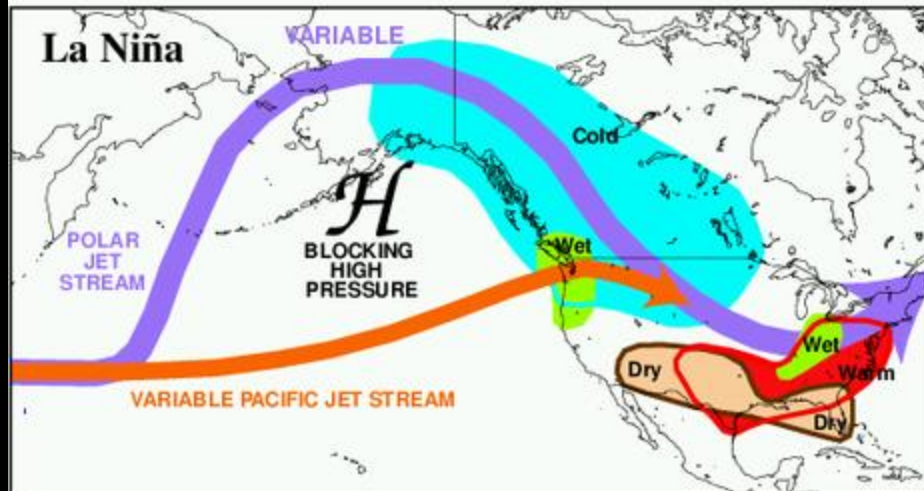 La Niña
VARIABLE
Cold
H
POLAR
JET
STREAM
BLOCKING
HIGH
PRESSURE
Wet
VARIABLE PACIFIC JET STREAM
Wet
Dry
Warm
Dry